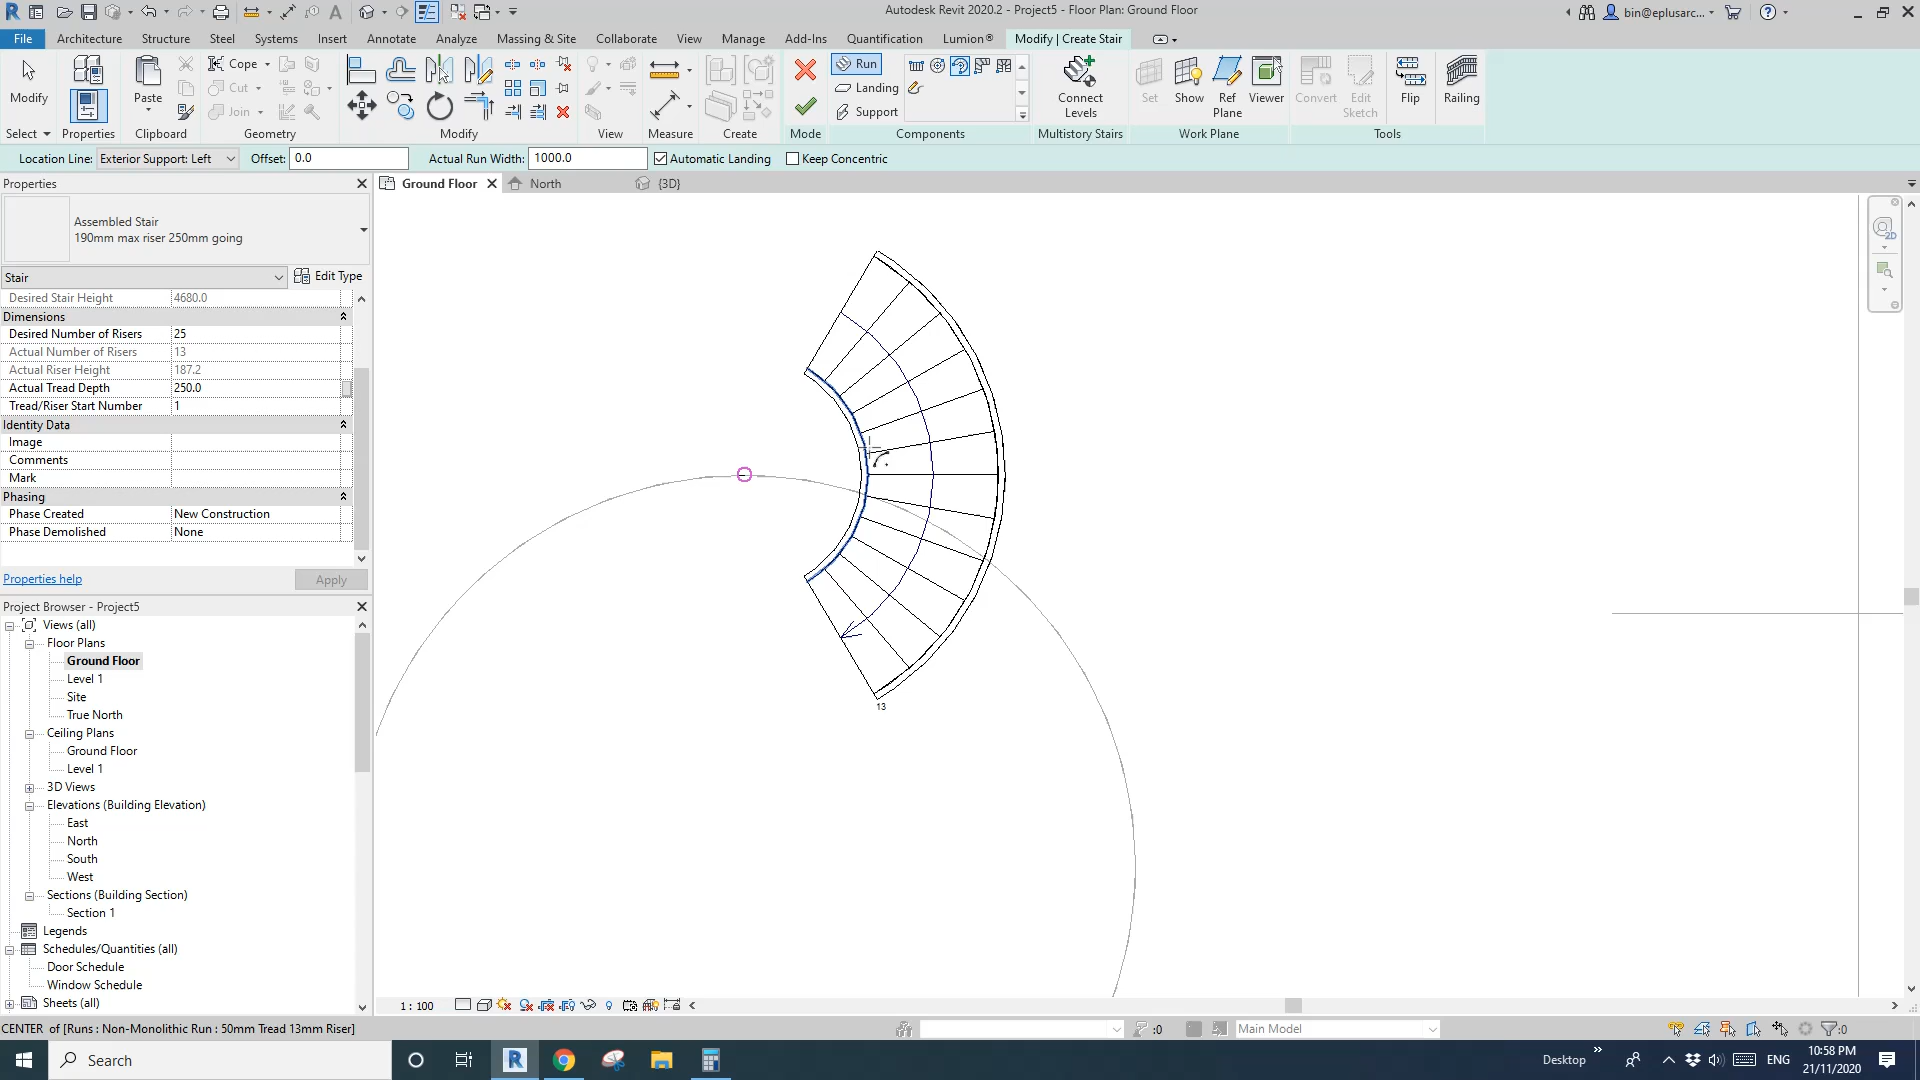 Autodesk Revit 2020.2 - Project5 - Floor Plan: Ground Floor
bin@eplusarc...
File Architecture Structure Steel Systems Insert Annotate Analyze Massing & Site Collaborate View Manage Add-Ins Quantification Lumion® Modify | Create Stair
Modify
Paste
Cope
Cut
Join
Run
Landing
Support
Connect
Levels
Set
Show
Ref
Plane
Viewer
Convert
Edit
Sketch
Flip
Railing
Select Properties Clipboard Geometry Modify View Measure Create Mode Components Multistory Stairs Work Plane Tools
Location Line: Exterior Support: Left Offset: 0.0 Actual Run Width: 1000.0 Automatic Landing Keep Concentric
Properties
Ground Floor North {3D}
Assembled Stair
190mm max riser 250mm going
Stair Edit Type
Desired Stair Height 4680.0
Dimensions
Desired Number of Risers 25
Actual Number of Risers 13
Actual Riser Height 187.2
Actual Tread Depth 250.0
Tread/Riser Start Number 1
Identity Data
Image
Comments
Mark
Phasing
Phase Created New Construction
Phase Demolished None
Properties help Apply
Project Browser - Project5
Views (all)
Floor Plans
Ground Floor
Level 1
Site
True North
Ceiling Plans
Ground Floor
Level 1
3D Views
Elevations (Building Elevation)
East
North
South
West
Sections (Building Section)
Section 1
Legends
Schedules/Quantities (all)
Door Schedule
Window Schedule
Sheets (all)
13
2D
1 : 100
CENTER of [Runs : Non-Monolithic Run : 50mm Tread 13mm Riser]
:0 Main Model :0
Search
Desktop
ENG
10:58 PM
21/11/2020